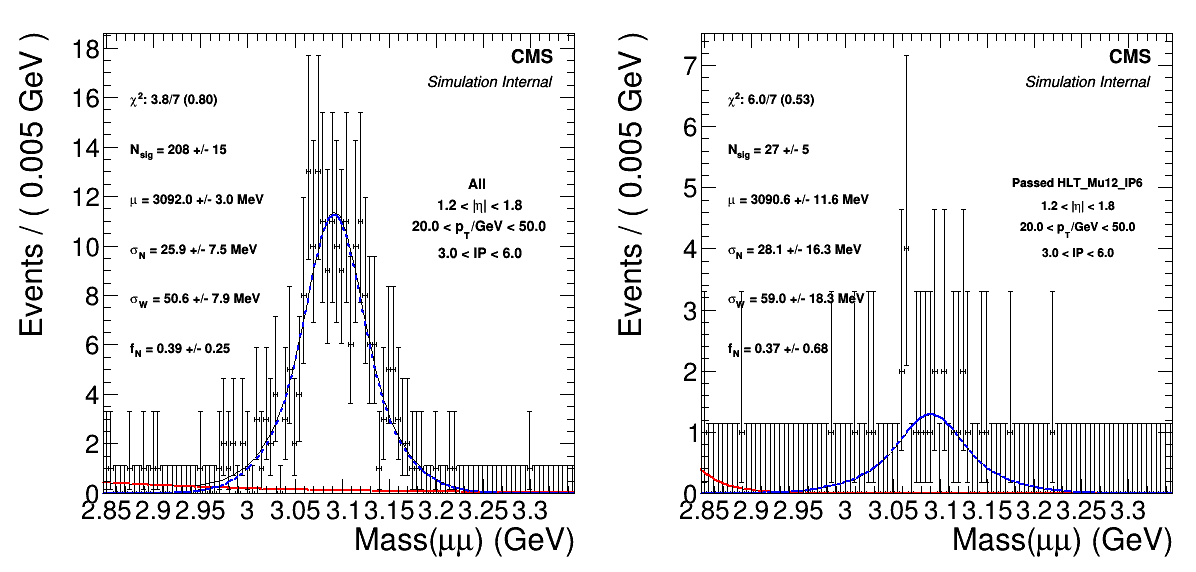 Events / ( 0.005 GeV )
18
16
14
12
10
8
6
4
2
0
CMS
Simulation Internal
χ²: 3.8/7 (0.80)
N_sig = 208 +/- 15
μ = 3092.0 +/- 3.0 MeV
σ_N = 25.9 +/- 7.5 MeV
σ_W = 50.6 +/- 7.9 MeV
f_N = 0.39 +/- 0.25
All
1.2 < |η| < 1.8
20.0 < p_T/GeV < 50.0
3.0 < IP < 6.0
2.85 2.9 2.95 3 3.05 3.1 3.15 3.2 3.25 3.3
Mass(μμ) (GeV)
Events / ( 0.005 GeV )
7
6
5
4
3
2
1
0
CMS
Simulation Internal
χ²: 6.0/7 (0.53)
N_sig = 27 +/- 5
μ = 3090.6 +/- 11.6 MeV
σ_N = 28.1 +/- 16.3 MeV
σ_W = 59.0 +/- 18.3 MeV
f_N = 0.37 +/- 0.68
Passed HLT_Mu12_IP6
1.2 < |η| < 1.8
20.0 < p_T/GeV < 50.0
3.0 < IP < 6.0
2.85 2.9 2.95 3 3.05 3.1 3.15 3.2 3.25 3.3
Mass(μμ) (GeV)